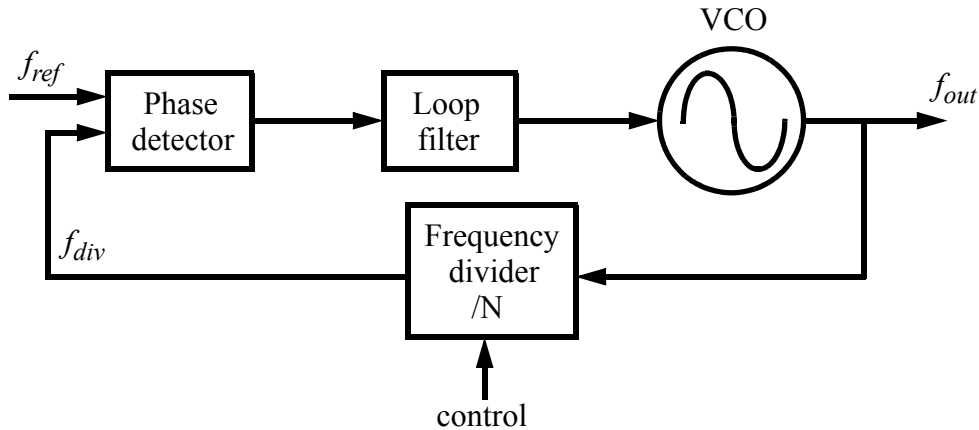 VCO
f_ref
Phase
detector
Loop
filter
f_out
f_div
Frequency
divider
/N
control